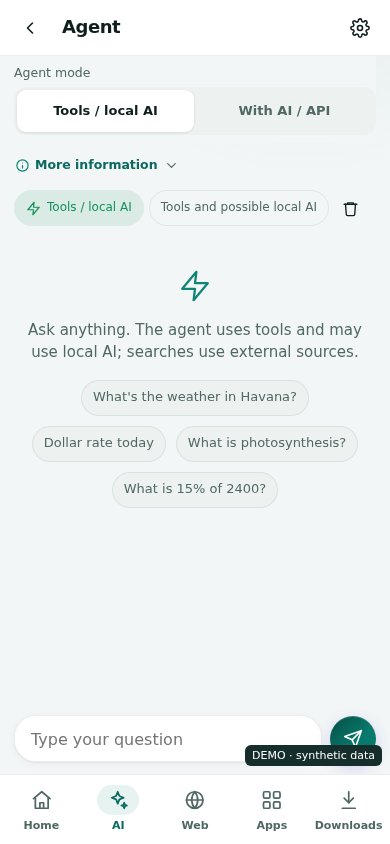 Agent
Agent mode
Tools / local AI
With AI / API
More information
Tools / local AI
Tools and possible local AI
Ask anything. The agent uses tools and may
use local AI; searches use external sources.
What's the weather in Havana?
Dollar rate today
What is photosynthesis?
What is 15% of 2400?
Type your question
DEMO · synthetic data
Home
AI
Web
Apps
Downloads